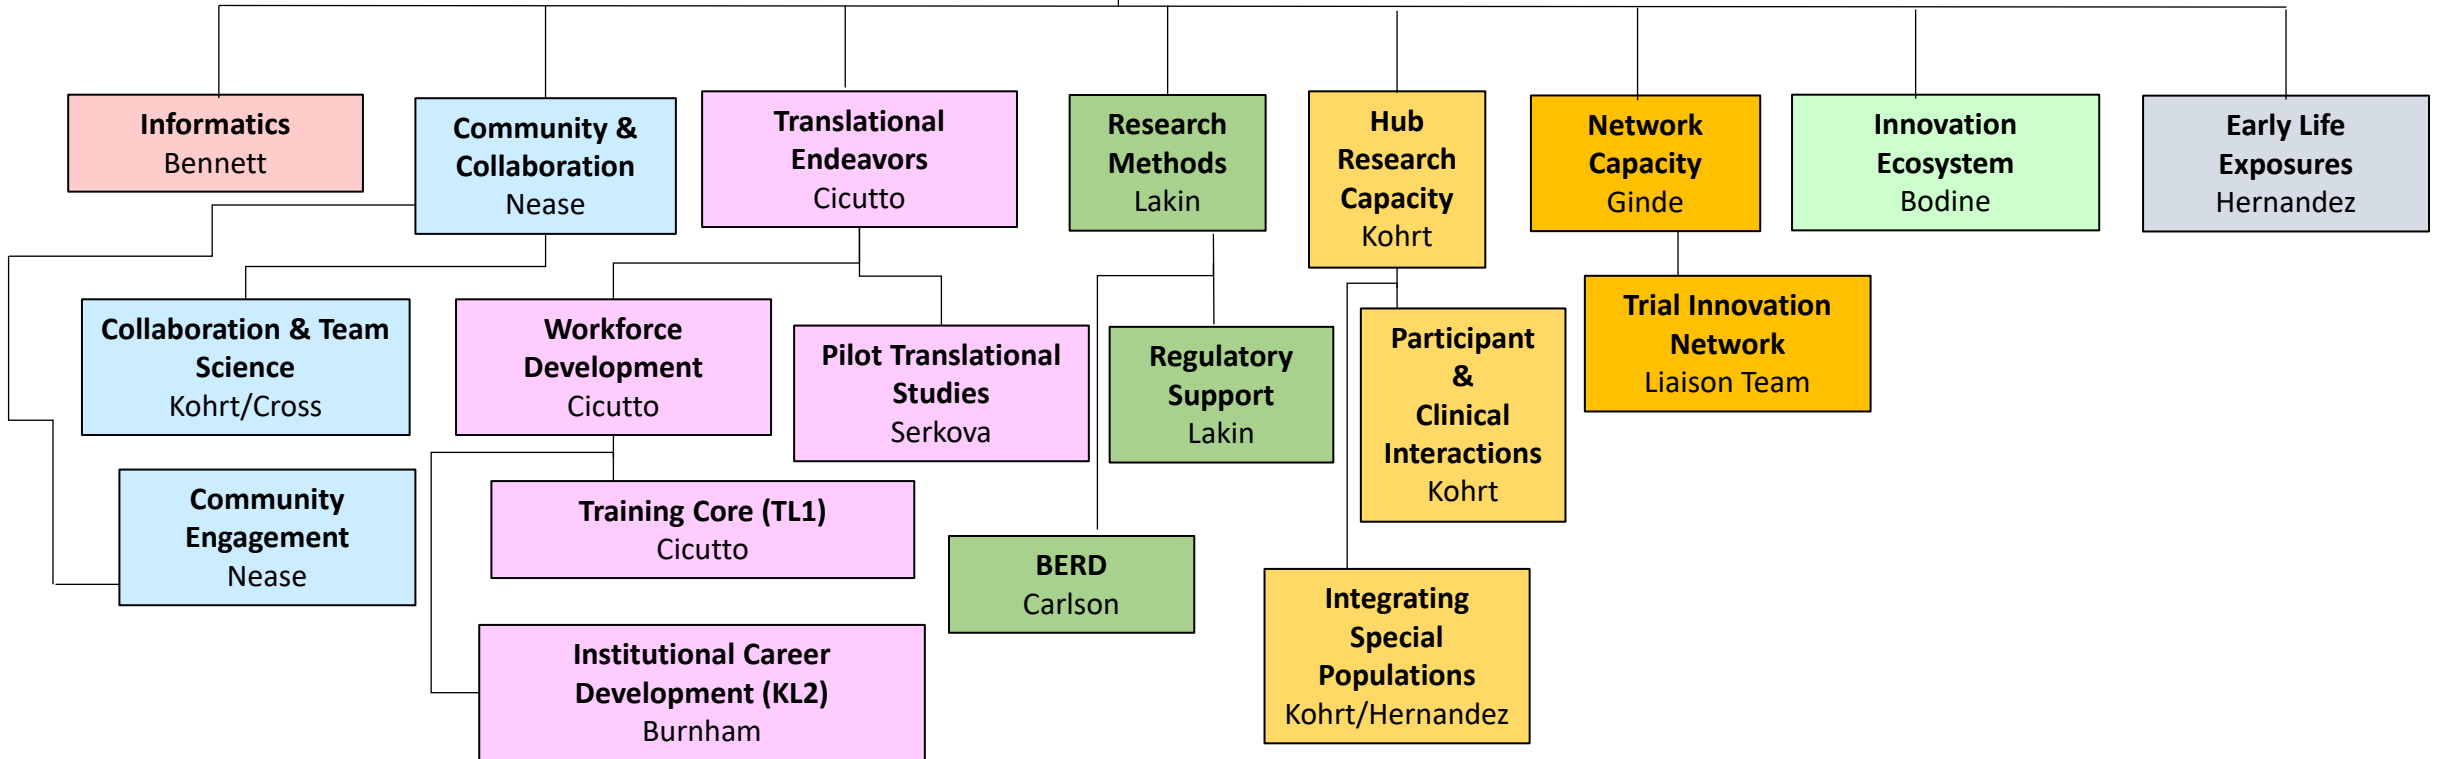 Informatics
Bennett
Community &
Collaboration
Nease
Translational
Endeavors
Cicutto
Research
Methods
Lakin
Hub
Research
Capacity
Kohrt
Network
Capacity
Ginde
Innovation
Ecosystem
Bodine
Early Life
Exposures
Hernandez
Collaboration & Team
Science
Kohrt/Cross
Workforce
Development
Cicutto
Pilot Translational
Studies
Serkova
Regulatory
Support
Lakin
Participant
&
Clinical
Interactions
Kohrt
Trial Innovation
Network
Liaison Team
Community
Engagement
Nease
Training Core (TL1)
Cicutto
BERD
Carlson
Integrating
Special
Populations
Kohrt/Hernandez
Institutional Career
Development (KL2)
Burnham